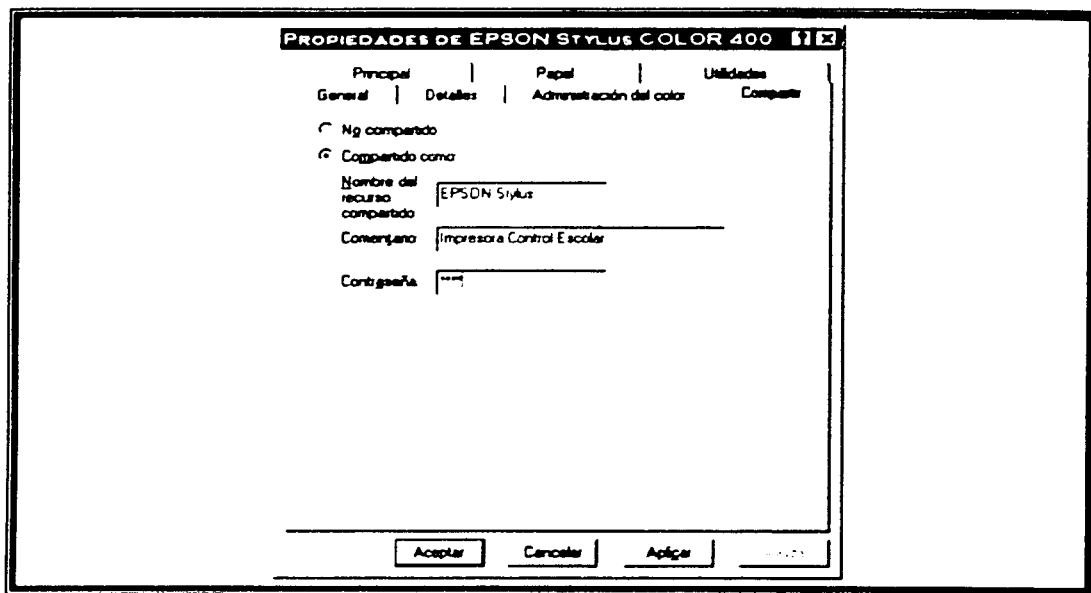 PROPIEDADES DE EPSON STYLUS COLOR 400
Principal Papel Utilidades
General Detalles Administración del color Compartir
No compartido
Compartido como
Nombre del
recurso
compartido
EPSON Stylus
Comentario Impresora Control Escolar
Contraseña ****
Aceptar Cancelar Aplicar